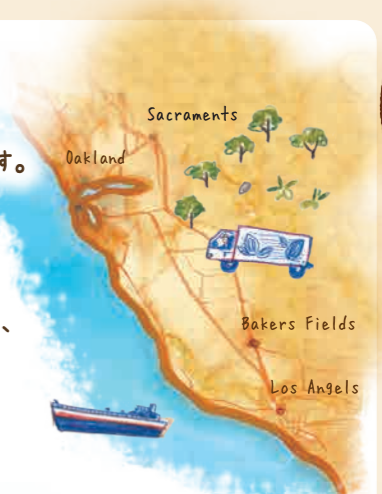 Sacraments
Oakland
す。
、
Bakers Fields
Los Angels